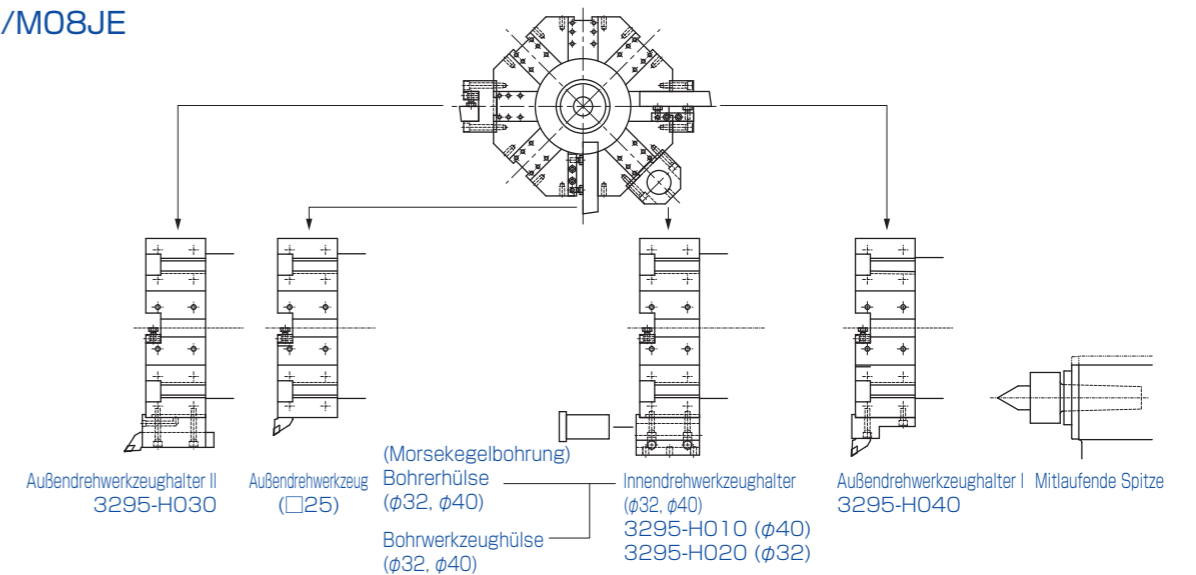 /M08JE
Außendrehwerkzeughalter II
3295-H030
Außendrehwerkzeug
(□25)
(Morsekegelbohrung)
Bohrerhülse
(φ32, φ40)
Bohrwerkzeughülse
(φ32, φ40)
Innendrehwerkzeughalter
(φ32, φ40)
3295-H010 (φ40)
3295-H020 (φ32)
Außendrehwerkzeughalter I
3295-H040
Mitlaufende Spitze